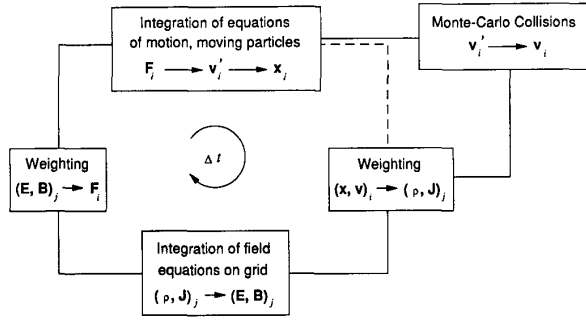 Integration of equations
of motion, moving particles
F_i ⟶ v_i′ ⟶ x_i
Monte-Carlo Collisions
v_i′ ⟶ v_i
Weighting
(E, B)_j → F_i
Δt
Weighting
(x, v)_i → (ρ, J)_j
Integration of field
equations on grid
(ρ, J)_j → (E, B)_j